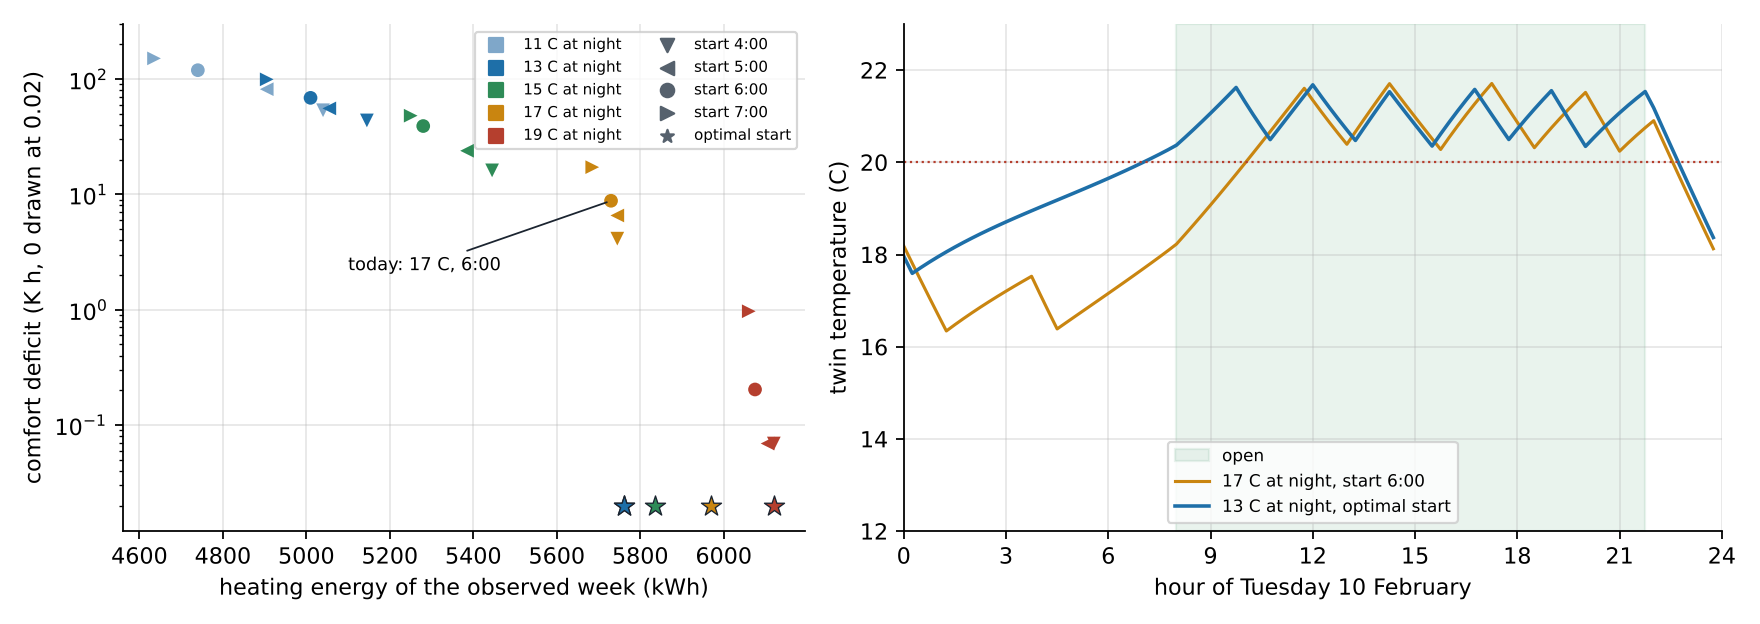 comfort deficit (K h, 0 drawn at 0.02)
10²
10¹
10⁰
10⁻¹
11 C at night
13 C at night
15 C at night
17 C at night
19 C at night
start 4:00
start 5:00
start 6:00
start 7:00
optimal start
today: 17 C, 6:00
4600 4800 5000 5200 5400 5600 5800 6000
heating energy of the observed week (kWh)
twin temperature (C)
22
20
18
16
14
12
open
17 C at night, start 6:00
13 C at night, optimal start
0 3 6 9 12 15 18 21 24
hour of Tuesday 10 February